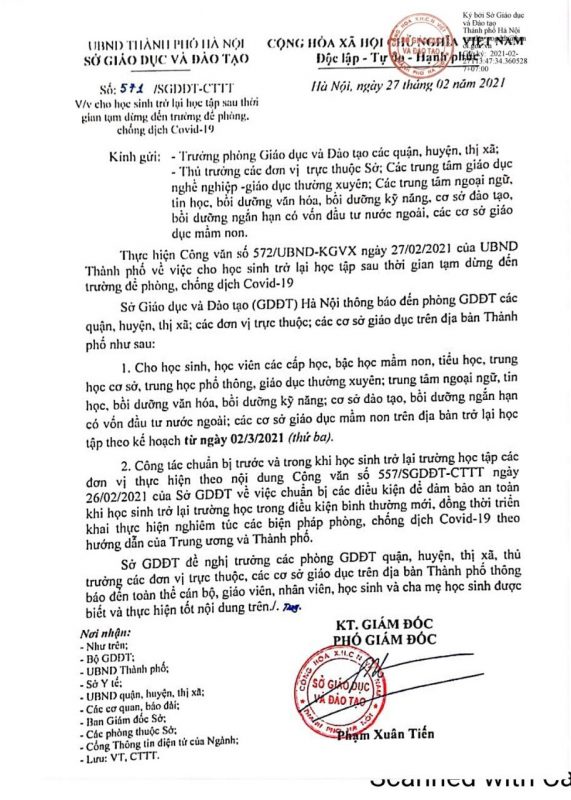 Ký bởi Sở Giáo dục
và Đào tạo
Thành phố Hà Nội
Ký: 2021-02-
27T13:47:34.360528
7+07:00
UBND THÀNH PHỐ HÀ NỘI
SỞ GIÁO DỤC VÀ ĐÀO TẠO
CỘNG HÒA XÃ HỘI CHỦ NGHĨA VIỆT NAM
Độc lập - Tự do - Hạnh phúc
Số: 571 /SGDĐT-CTTT
V/v cho học sinh trở lại học tập sau thời
gian tạm dừng đến trường để phòng,
chống dịch Covid-19
Hà Nội, ngày 27 tháng 02 năm 2021
Kính gửi: - Trưởng phòng Giáo dục và Đào tạo các quận, huyện, thị xã;
- Thủ trưởng các đơn vị trực thuộc Sở; Các trung tâm giáo dục
nghề nghiệp -giáo dục thường xuyên; Các trung tâm ngoại ngữ,
tin học, bồi dưỡng văn hóa, bồi dưỡng kỹ năng, cơ sở đào tạo,
bồi dưỡng ngắn hạn có vốn đầu tư nước ngoài, các cơ sở giáo
dục mầm non.
Thực hiện Công văn số 572/UBND-KGVX ngày 27/02/2021 của UBND
Thành phố về việc cho học sinh trở lại học tập sau thời gian tạm dừng đến
trường để phòng, chống dịch Covid-19
Sở Giáo dục và Đào tạo (GDĐT) Hà Nội thông báo đến phòng GDĐT các
quận, huyện, thị xã; các đơn vị trực thuộc; các cơ sở giáo dục trên địa bàn Thành
phố như sau:
1. Cho học sinh, học viên các cấp học, bậc học mầm non, tiểu học, trung
học cơ sở, trung học phổ thông, giáo dục thường xuyên; trung tâm ngoại ngữ, tin
học, bồi dưỡng văn hóa, bồi dưỡng kỹ năng; cơ sở đào tạo, bồi dưỡng ngắn hạn
có vốn đầu tư nước ngoài; các cơ sở giáo dục mầm non trên địa bàn trở lại học
tập theo kế hoạch từ ngày 02/3/2021 (thứ ba).
2. Công tác chuẩn bị trước và trong khi học sinh trở lại trường học tập các
đơn vị thực hiện theo nội dung Công văn số 557/SGDĐT-CTTT ngày
26/02/2021 của Sở GDĐT về việc chuẩn bị các điều kiện để đảm bảo an toàn
khi học sinh trở lại trường học trong điều kiện bình thường mới, đồng thời triển
khai thực hiện nghiêm túc các biện pháp phòng, chống dịch Covid-19 theo
hướng dẫn của Trung ương và Thành phố.
Sở GDĐT đề nghị trưởng các phòng GDĐT quận, huyện, thị xã, thủ
trưởng các đơn vị trực thuộc, các cơ sở giáo dục trên địa bàn Thành phố thông
báo đến toàn thể cán bộ, giáo viên, nhân viên, học sinh và cha mẹ học sinh được
biết và thực hiện tốt nội dung trên./.
Nơi nhận:
- Như trên;
- Bộ GDĐT;
- UBND Thành phố;
- Sở Y tế;
- UBND quận, huyện, thị xã;
- Các cơ quan, báo đài;
- Ban Giám đốc Sở;
- Các phòng thuộc Sở;
- Cổng Thông tin điện tử của Ngành;
- Lưu: VT, CTTT.
KT. GIÁM ĐỐC
PHÓ GIÁM ĐỐC
CỘNG HÒA X.H.C.N VIỆT NAM
SỞ GIÁO DỤC
VÀ ĐÀO TẠO
THÀNH PHỐ HÀ NỘI
Phạm Xuân Tiến
Scanned with Ca